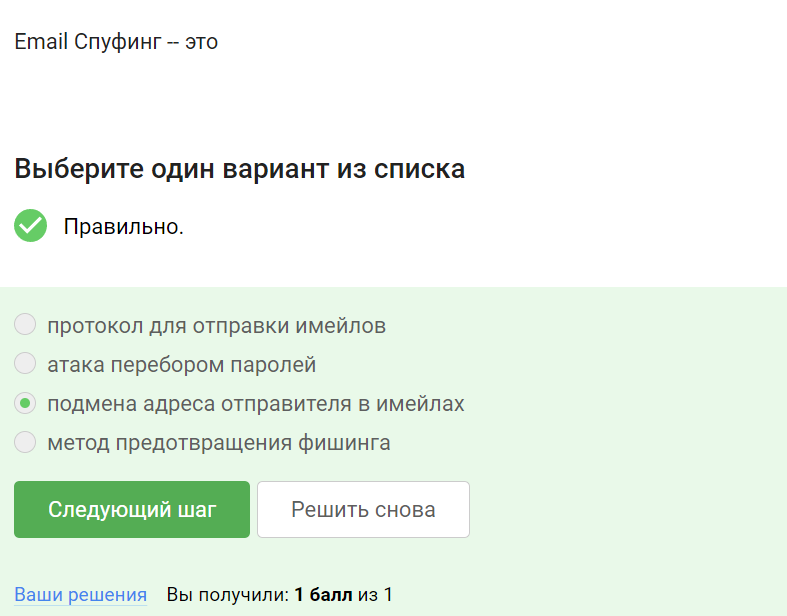 Email Спуфинг -- это
Выберите один вариант из списка
Правильно.
протокол для отправки имейлов
атака перебором паролей
подмена адреса отправителя в имейлах
метод предотвращения фишинга
Следующий шаг
Решить снова
Ваши решения Вы получили: 1 балл из 1